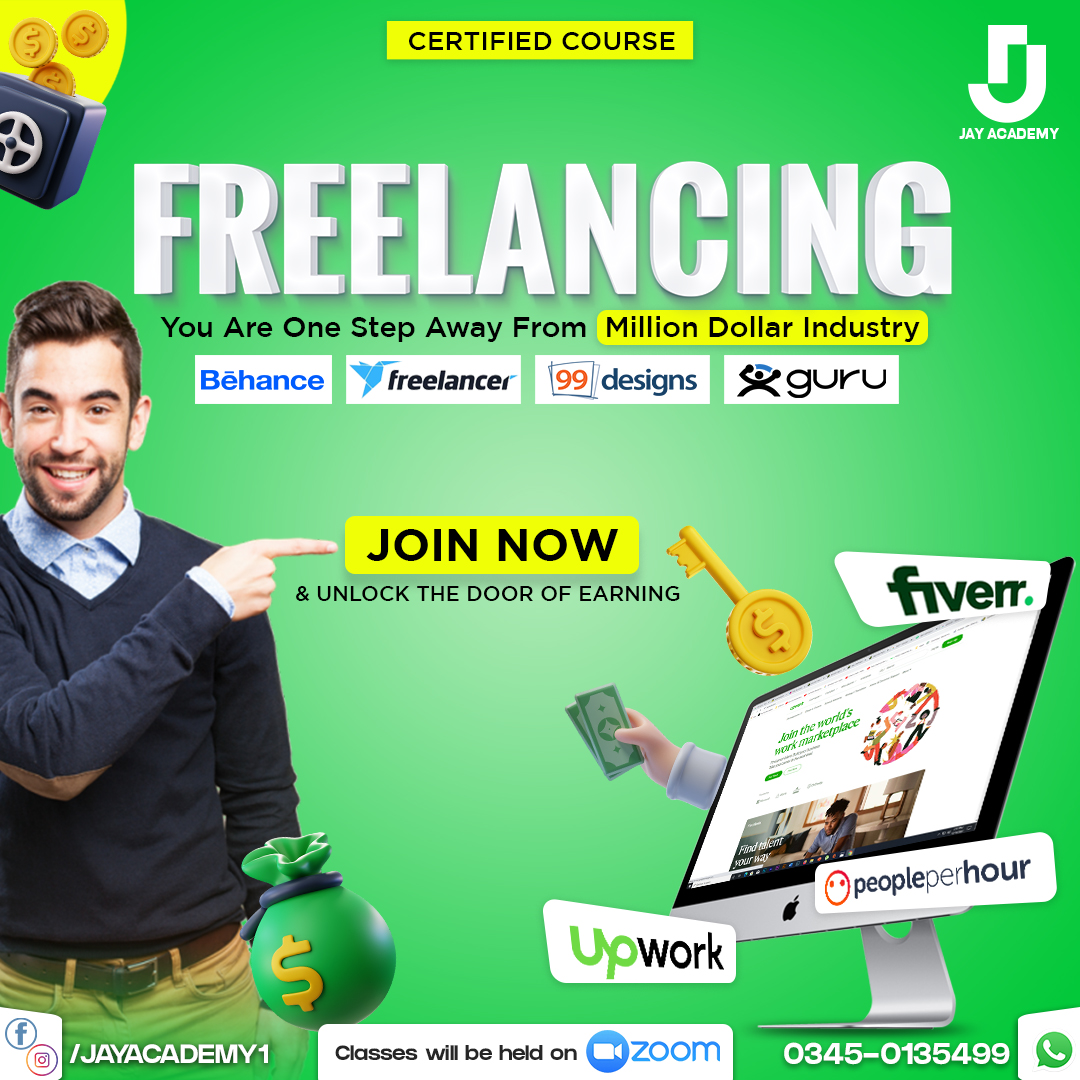 CERTIFIED COURSE
JAY ACADEMY
FREELANCING
You Are One Step Away From Million Dollar Industry
Bēhance
freelancer
99designs
guru
JOIN NOW
& UNLOCK THE DOOR OF EARNING
fiverr.
Join the world's
work marketplace
Find talent
your way
peopleperhour
upwork
/JAYACADEMY1
Classes will be held on zoom
0345-0135499